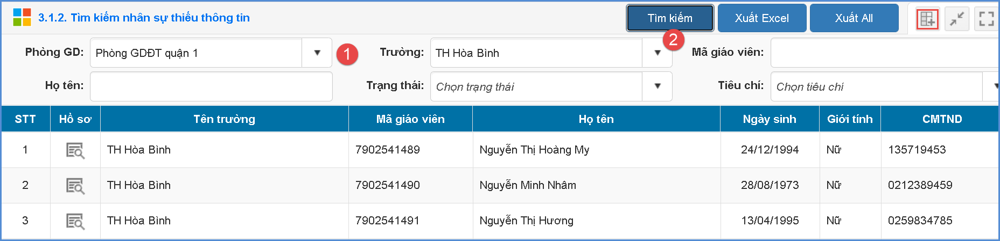 3.1.2. Tìm kiếm nhân sự thiếu thông tin Tìm kiếm Xuất Excel Xuất All
Phòng GD: Phòng GDĐT quận 1 1 Trường: TH Hòa Bình 2 Mã giáo viên:
Họ tên: Trạng thái: Chọn trạng thái Tiêu chí: Chọn tiêu chí
STT Hồ sơ Tên trường Mã giáo viên Họ tên Ngày sinh Giới tính CMTND
1 TH Hòa Bình 7902541489 Nguyễn Thị Hoàng My 24/12/1994 Nữ 135719453
2 TH Hòa Bình 7902541490 Nguyễn Minh Nhâm 28/08/1973 Nữ 0212389459
3 TH Hòa Bình 7902541491 Nguyễn Thị Hương 13/04/1995 Nữ 0259834785